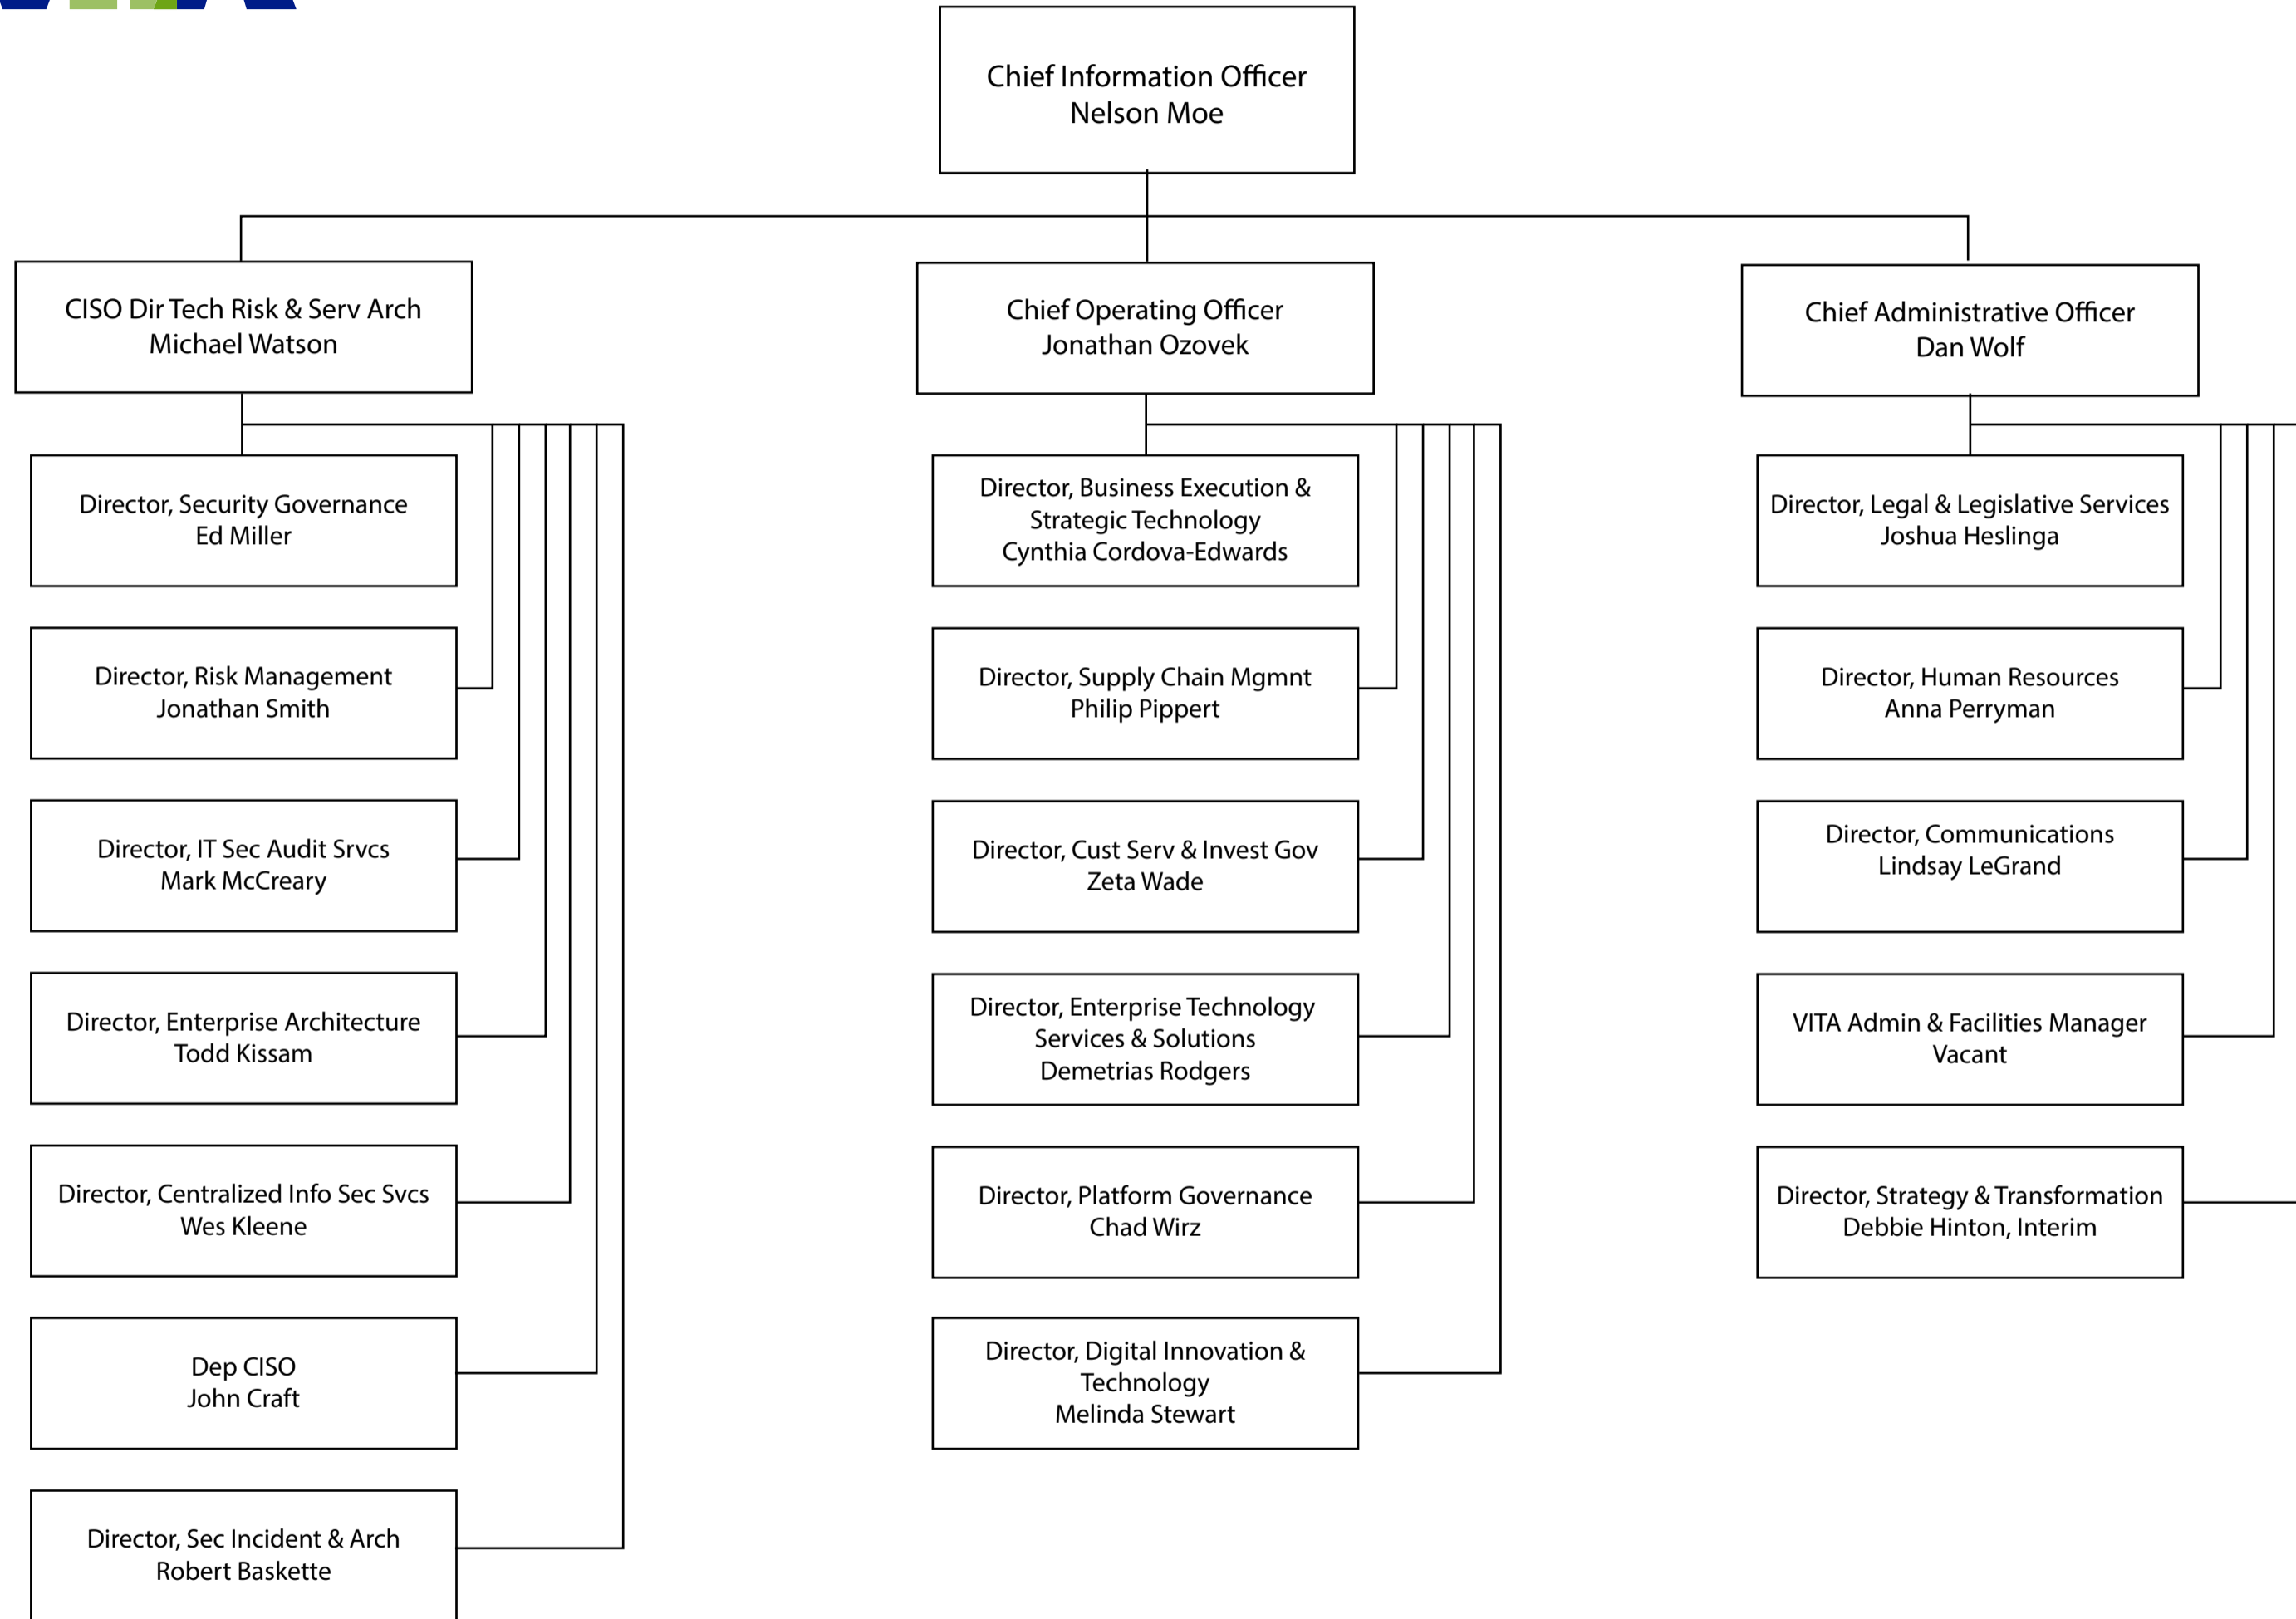 Chief Information Officer
Nelson Moe
CISO Dir Tech Risk & Serv Arch
Michael Watson
Chief Operating Officer
Jonathan Ozovek
Chief Administrative Officer
Dan Wolf
Director, Security Governance
Ed Miller
Director, Risk Management
Jonathan Smith
Director, IT Sec Audit Srvcs
Mark McCreary
Director, Enterprise Architecture
Todd Kissam
Director, Centralized Info Sec Svcs
Wes Kleene
Dep CISO
John Craft
Director, Sec Incident & Arch
Robert Baskette
Director, Business Execution &
Strategic Technology
Cynthia Cordova-Edwards
Director, Supply Chain Mgmnt
Philip Pippert
Director, Cust Serv & Invest Gov
Zeta Wade
Director, Enterprise Technology
Services & Solutions
Demetrias Rodgers
Director, Platform Governance
Chad Wirz
Director, Digital Innovation &
Technology
Melinda Stewart
Director, Legal & Legislative Services
Joshua Heslinga
Director, Human Resources
Anna Perryman
Director, Communications
Lindsay LeGrand
VITA Admin & Facilities Manager
Vacant
Director, Strategy & Transformation
Debbie Hinton, Interim